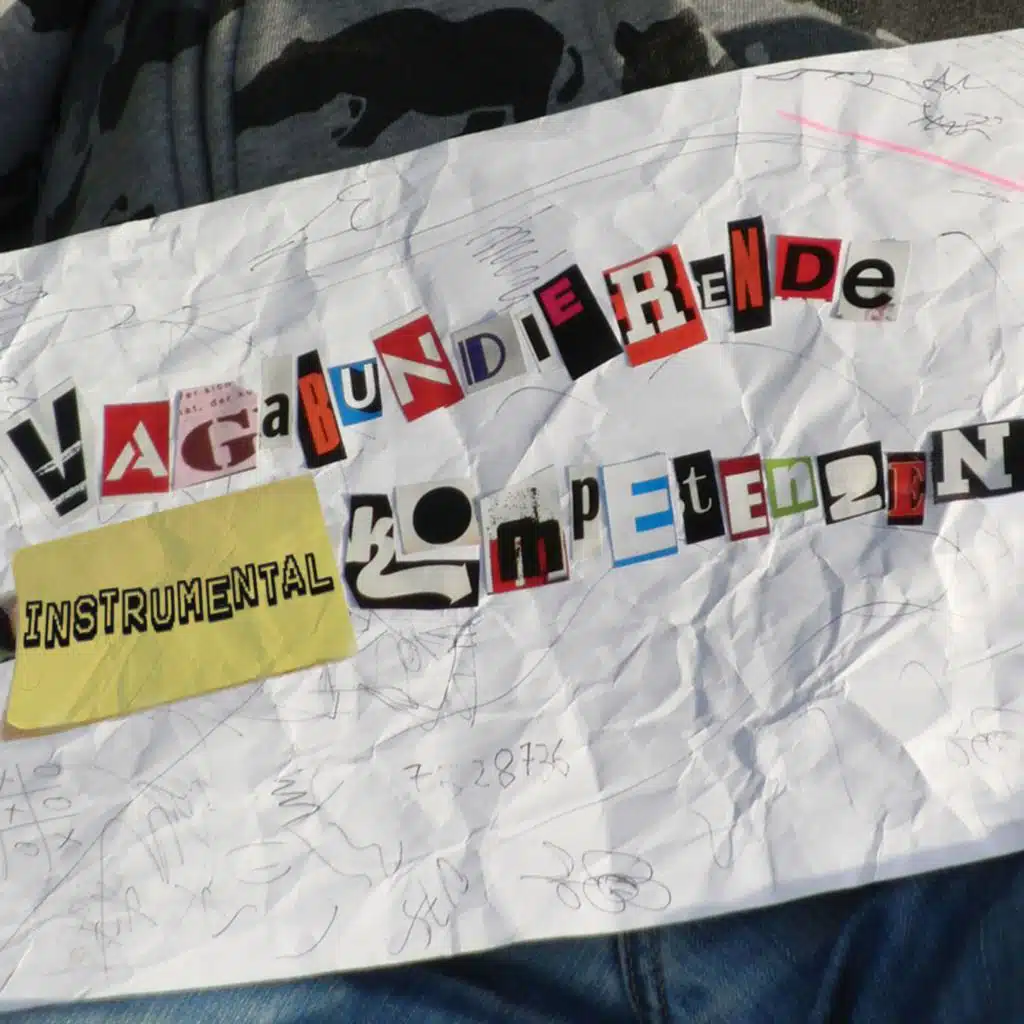 VAGaBUNDIERENDe
INSTRUMENTAL
KOmpEtEnZEN